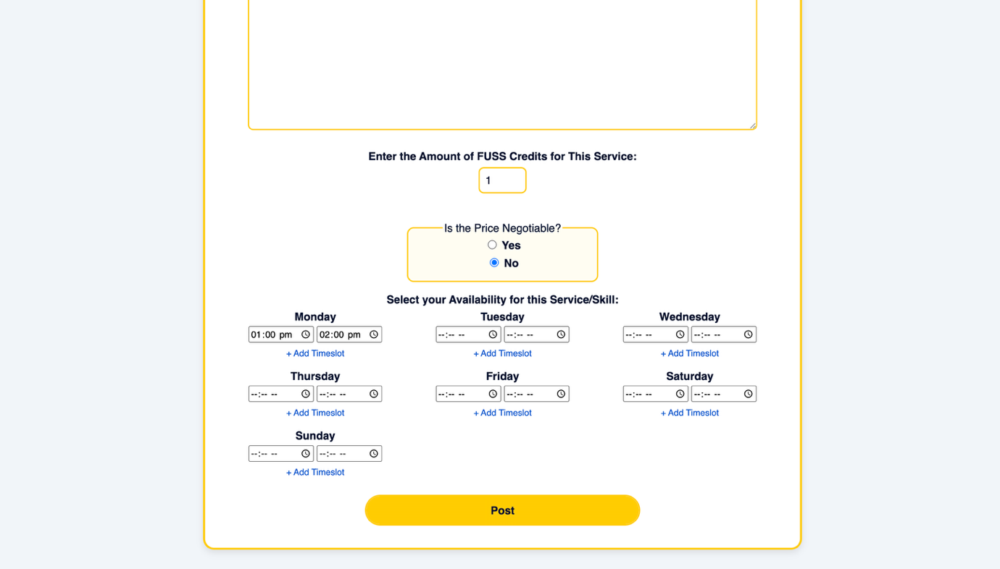 Enter the Amount of FUSS Credits for This Service:
1
Is the Price Negotiable?
Yes
No
Select your Availability for this Service/Skill:
Monday Tuesday Wednesday
01:00 pm 02:00 pm --:-- -- --:-- -- --:-- -- --:-- --
+ Add Timeslot + Add Timeslot + Add Timeslot
Thursday Friday Saturday
--:-- -- --:-- -- --:-- -- --:-- -- --:-- -- --:-- --
+ Add Timeslot + Add Timeslot + Add Timeslot
Sunday
--:-- -- --:-- --
+ Add Timeslot
Post